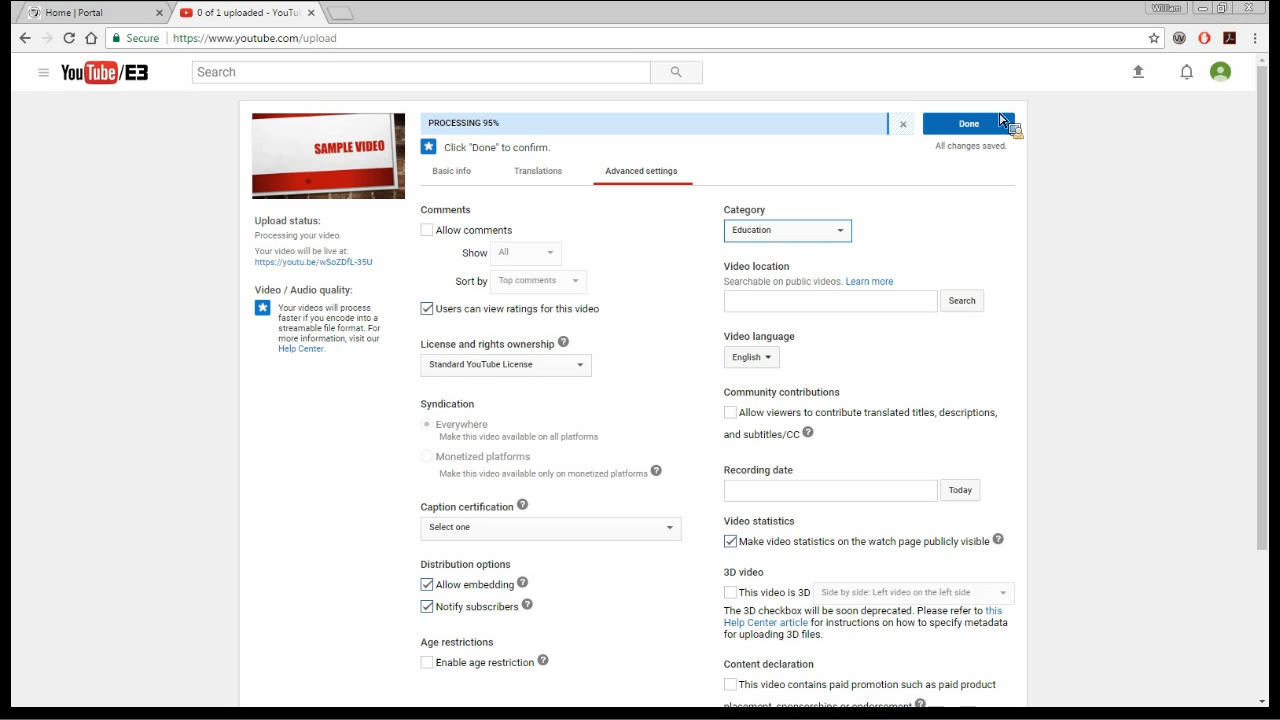 Home | Portal
0 of 1 uploaded - YouTu
William
Secure
https://www.youtube.com/upload
YouTube/E3
Search
SAMPLE VIDEO
PROCESSING 95%
Done
Click "Done" to confirm.
All changes saved.
Basic info
Translations
Advanced settings
Upload status:
Processing your video.
Your video will be live at:
https://youtu.be/wSoZDfL-35U
Video / Audio quality:
Your videos will process
faster if you encode into a
streamable file format. For
more information, visit our
Help Center.
Comments
Allow comments
Show All
Sort by Top comments
Users can view ratings for this video
License and rights ownership ?
Standard YouTube License
Syndication
Everywhere
Make this video available on all platforms
Monetized platforms
Make this video available only on monetized platforms ?
Caption certification ?
Select one
Distribution options
Allow embedding ?
Notify subscribers ?
Age restrictions
Enable age restriction ?
Category
Education
Video location
Searchable on public videos. Learn more
Search
Video language
English
Community contributions
Allow viewers to contribute translated titles, descriptions,
and subtitles/CC ?
Recording date
Today
Video statistics
Make video statistics on the watch page publicly visible ?
3D video
This video is 3D Side by side: Left video on the left side
The 3D checkbox will be soon deprecated. Please refer to this
Help Center article for instructions on how to specify metadata
for uploading 3D files.
Content declaration
This video contains paid promotion such as paid product
placement, sponsorships or endorsement ?